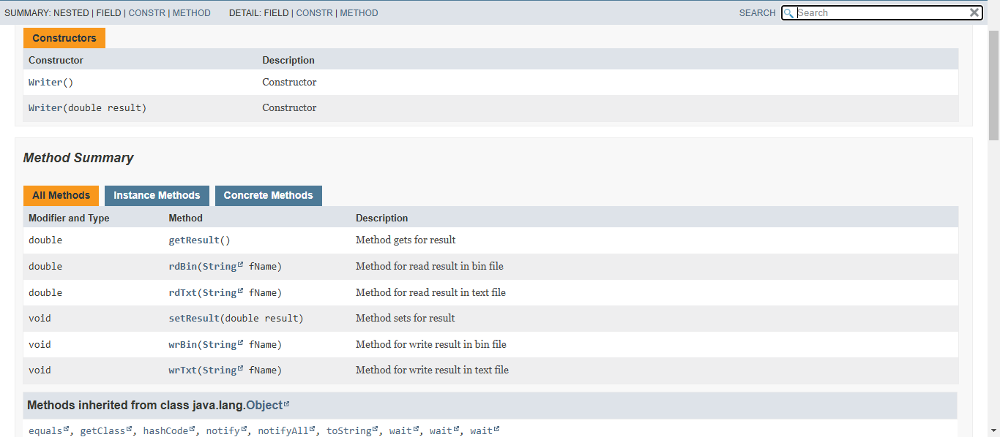 SUMMARY: NESTED | FIELD | CONSTR | METHOD DETAIL: FIELD | CONSTR | METHOD SEARCH Search
Constructors
Constructor Description
Writer() Constructor
Writer(double result) Constructor
Method Summary
All Methods Instance Methods Concrete Methods
Modifier and Type Method Description
double getResult() Method gets for result
double rdBin(String fName) Method for read result in bin file
double rdTxt(String fName) Method for read result in text file
void setResult(double result) Method sets for result
void wrBin(String fName) Method for write result in bin file
void wrTxt(String fName) Method for write result in text file
Methods inherited from class java.lang.Object
equals, getClass, hashCode, notify, notifyAll, toString, wait, wait, wait